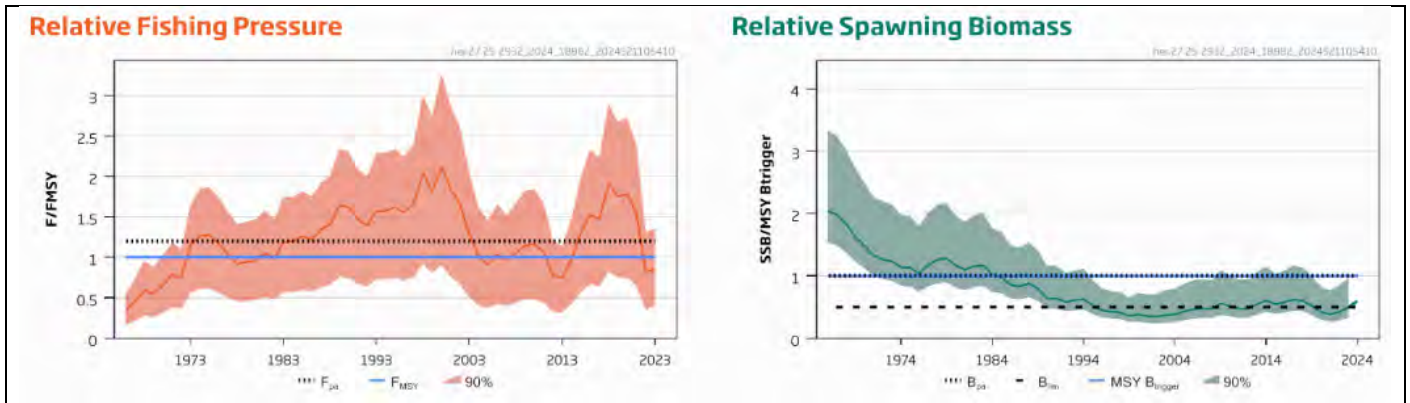 Relative Fishing Pressure
F/FMSY
3
2.5
2
1.5
1
0.5
0
1973 1983 1993 2003 2013 2023
Fpa FMSY 90%
Relative Spawning Biomass
SSB/MSY Btrigger
4
3
2
1
0
1974 1984 1994 2004 2014 2024
Bpa Blim MSY Btrigger 90%